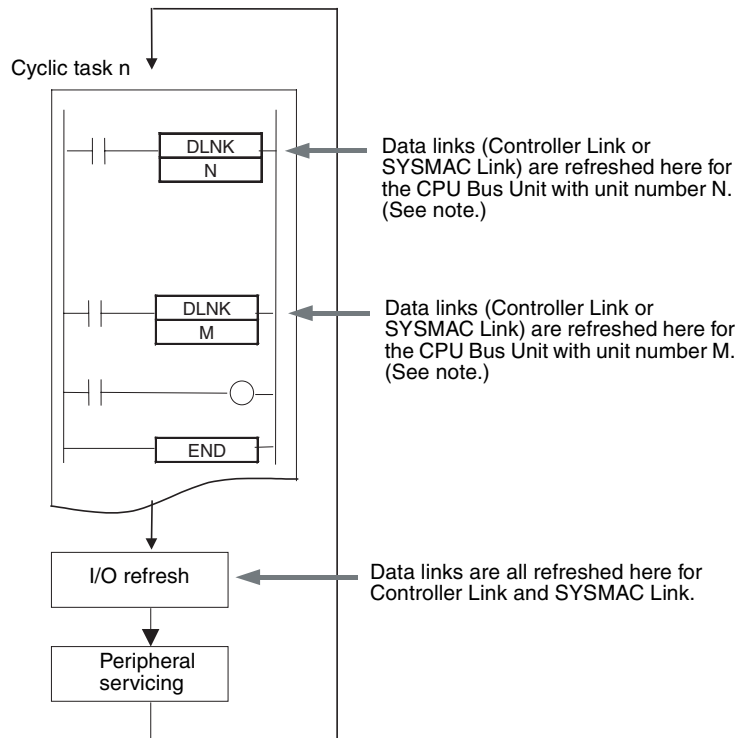 Cyclic task n
DLNK
N
Data links (Controller Link or
SYSMAC Link) are refreshed here for
the CPU Bus Unit with unit number N.
(See note.)
DLNK
M
Data links (Controller Link or
SYSMAC Link) are refreshed here for
the CPU Bus Unit with unit number M.
(See note.)
END
I/O refresh
Data links are all refreshed here for
Controller Link and SYSMAC Link.
Peripheral
servicing